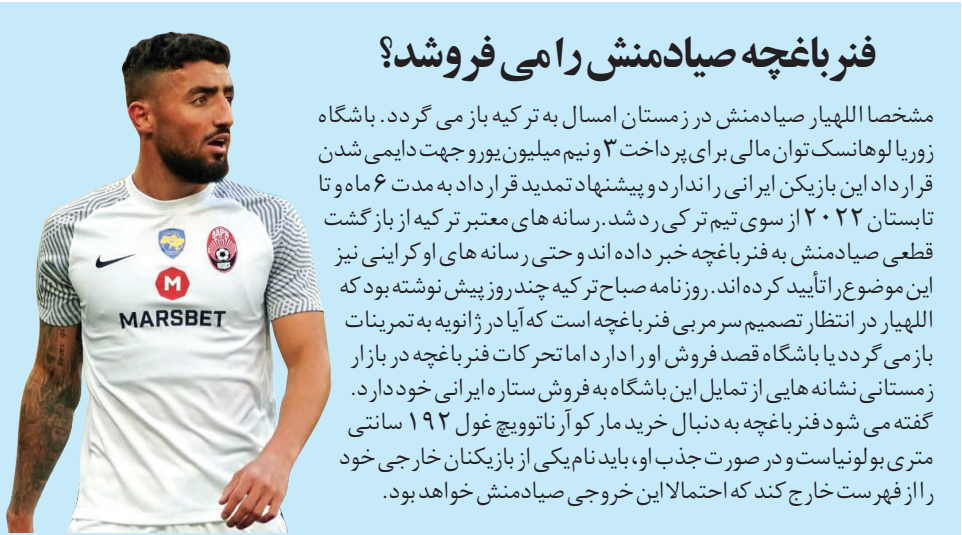 فنرباغچه صیادمنش را می فروشد؟
مشخصا اللهیار صیادمنش در زمستان امسال به ترکیه باز می گردد. باشگاه
زوریا لوهانسک توان مالی برای پرداخت ۳ و نیم میلیون یورو جهت دایمی شدن
قرارداد این بازیکن ایرانی را ندارد و پیشنهاد تمدید قرارداد به مدت ۶ ماه و تا
تابستان ۲۰۲۲ از سوی تیم ترکی رد شد. رسانه های معتبر ترکیه از بازگشت
قطعی صیادمنش به فنرباغچه خبر داده اند و حتی رسانه های اوکراینی نیز
این موضوع را تأیید کرده اند. روزنامه صباح ترکیه چند روز پیش نوشته بود که
اللهیار در انتظار تصمیم سرمربی فنرباغچه است که آیا در ژانویه به تمرینات
باز می گردد یا باشگاه قصد فروش او را دارد اما تحرکات فنرباغچه در بازار
زمستانی نشانه هایی از تمایل این باشگاه به فروش ستاره ایرانی خود دارد.
گفته می شود فنرباغچه به دنبال خرید مارکو آرناتوویچ غول ۱۹۲ سانتی
متری بولونیاست و در صورت جذب او، باید نام یکی از بازیکنان خارجی خود
را از فهرست خارج کند که احتمالا این خروجی صیادمنش خواهد بود.
ЗАРЯ
M
MARSBET